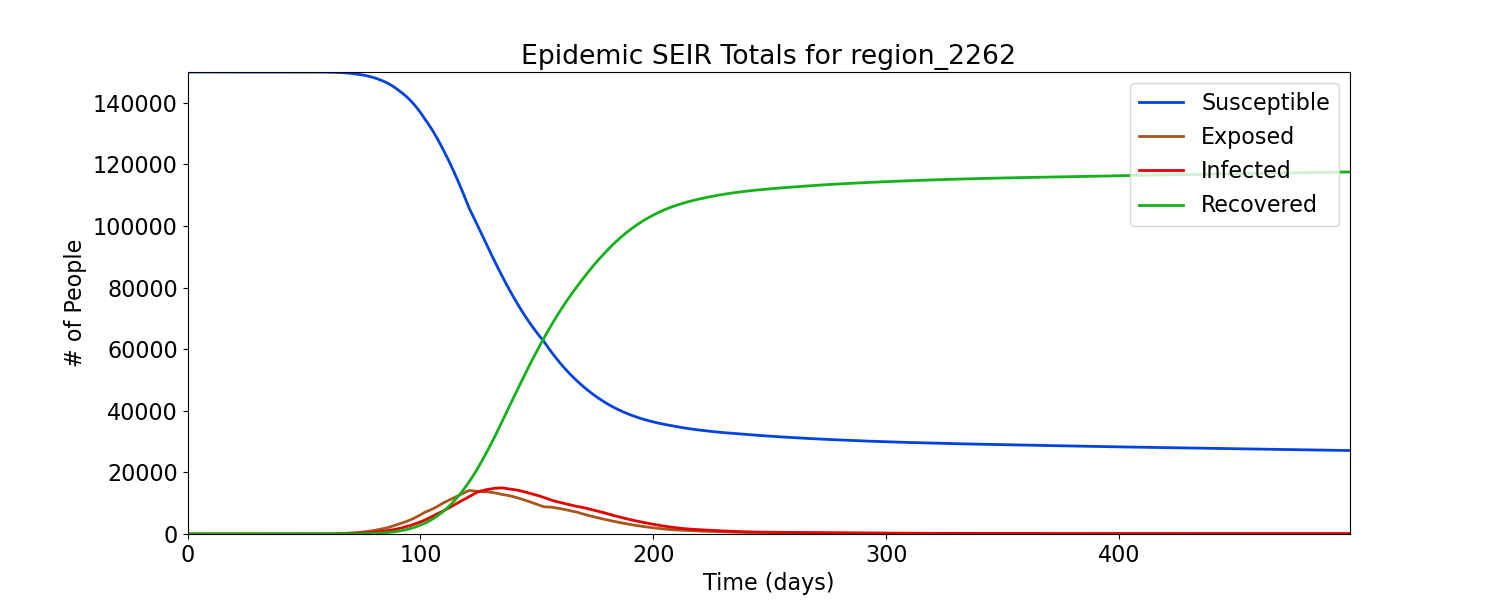 Epidemic SEIR Totals for region_2262
# of People
140000
120000
100000
80000
60000
40000
20000
0
Susceptible
Exposed
Infected
Recovered
0 100 200 300 400
Time (days)